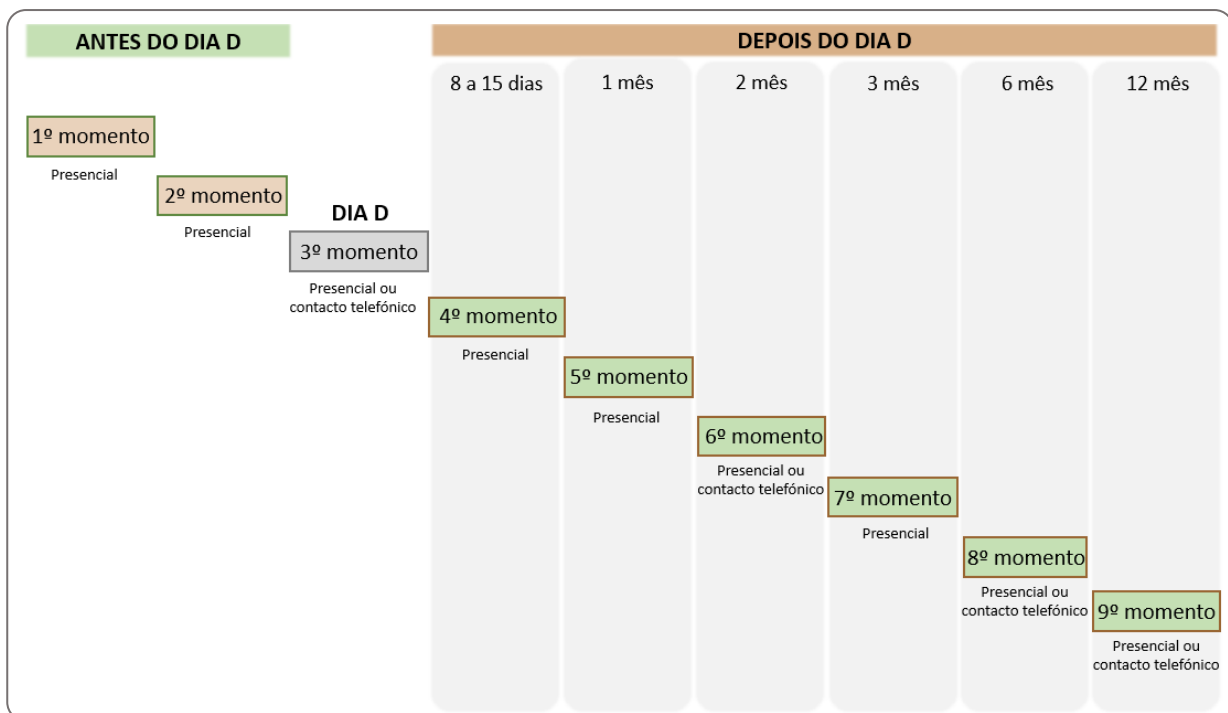 ANTES DO DIA D
DEPOIS DO DIA D
8 a 15 dias
1 mês
2 mês
3 mês
6 mês
12 mês
1º momento
Presencial
2º momento
Presencial
DIA D
3º momento
Presencial ou
contacto telefónico
4º momento
Presencial
5º momento
Presencial
6º momento
Presencial ou
contacto telefónico
7º momento
Presencial
8º momento
Presencial ou
contacto telefónico
9º momento
Presencial ou
contacto telefónico